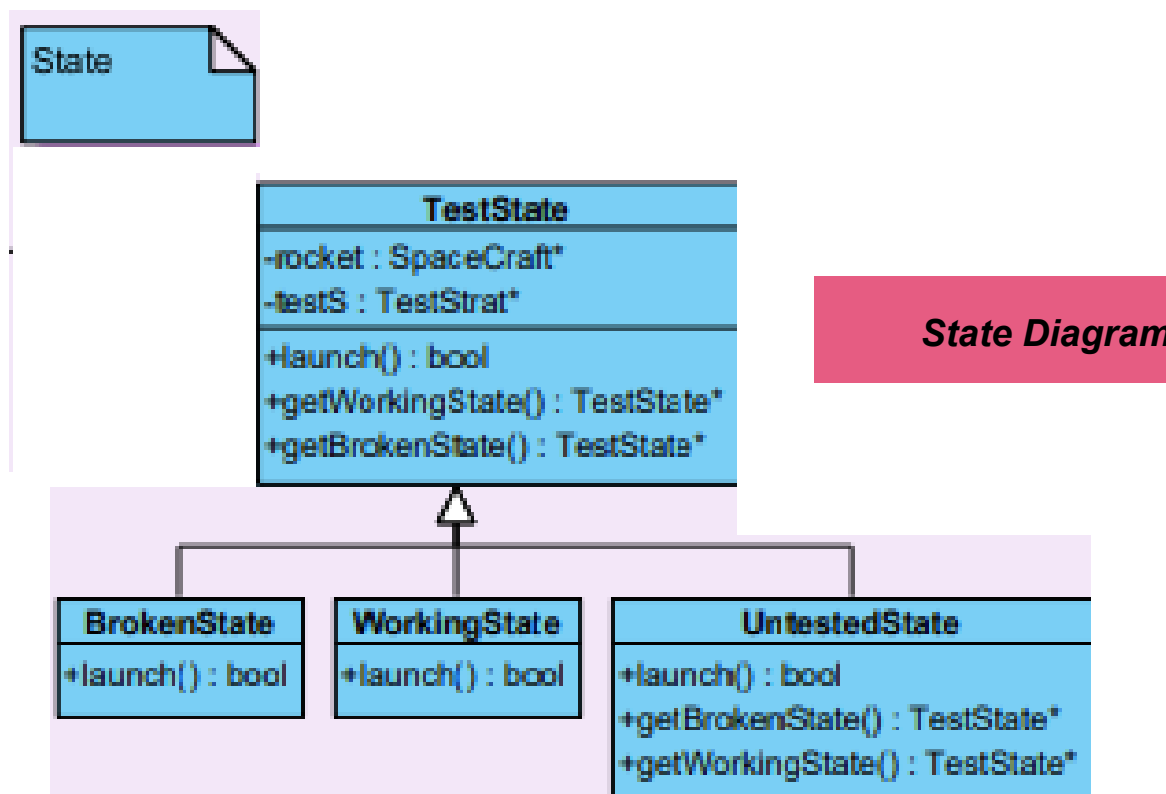 State
TestState
-rocket : SpaceCraft*
-testS : TestStrat*
+launch() : bool
+getWorkingState() : TestState*
+getBrokenState() : TestState*
State Diagram
BrokenState
+launch() : bool
WorkingState
+launch() : bool
UntestedState
+launch() : bool
+getBrokenState() : TestState*
+getWorkingState() : TestState*